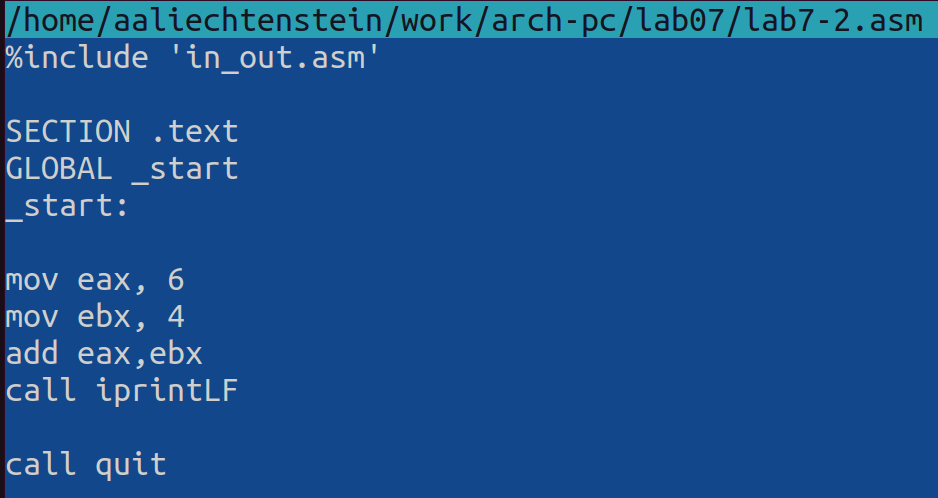 /home/aaliechtenstein/work/arch-pc/lab07/lab7-2.asm
%include 'in_out.asm'
SECTION .text
GLOBAL _start
_start:
mov eax, 6
mov ebx, 4
add eax,ebx
call iprintLF
call quit